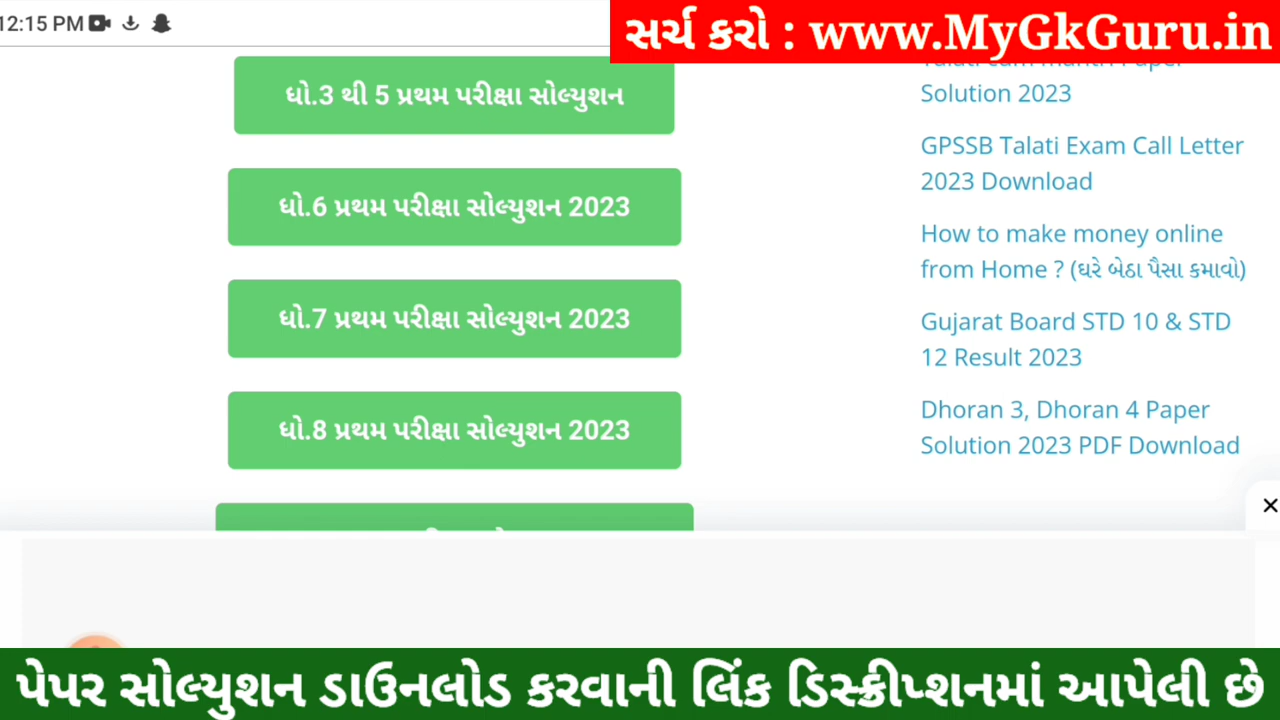 12:15 PM
સર્ચ કરો : www.MyGkGuru.in
ધો.3 થી 5 પ્રથમ પરીક્ષા સોલ્યુશન
ધો.6 પ્રથમ પરીક્ષા સોલ્યુશન 2023
ધો.7 પ્રથમ પરીક્ષા સોલ્યુશન 2023
ધો.8 પ્રથમ પરીક્ષા સોલ્યુશન 2023
Solution 2023
GPSSB Talati Exam Call Letter
2023 Download
How to make money online
from Home ? (ઘરે બેઠા પૈસા કમાવો)
Gujarat Board STD 10 & STD
12 Result 2023
Dhoran 3, Dhoran 4 Paper
Solution 2023 PDF Download
પેપર સોલ્યુશન ડાઉનલોડ કરવાની લિંક ડિસ્ક્રીપ્શનમાં આપેલી છે